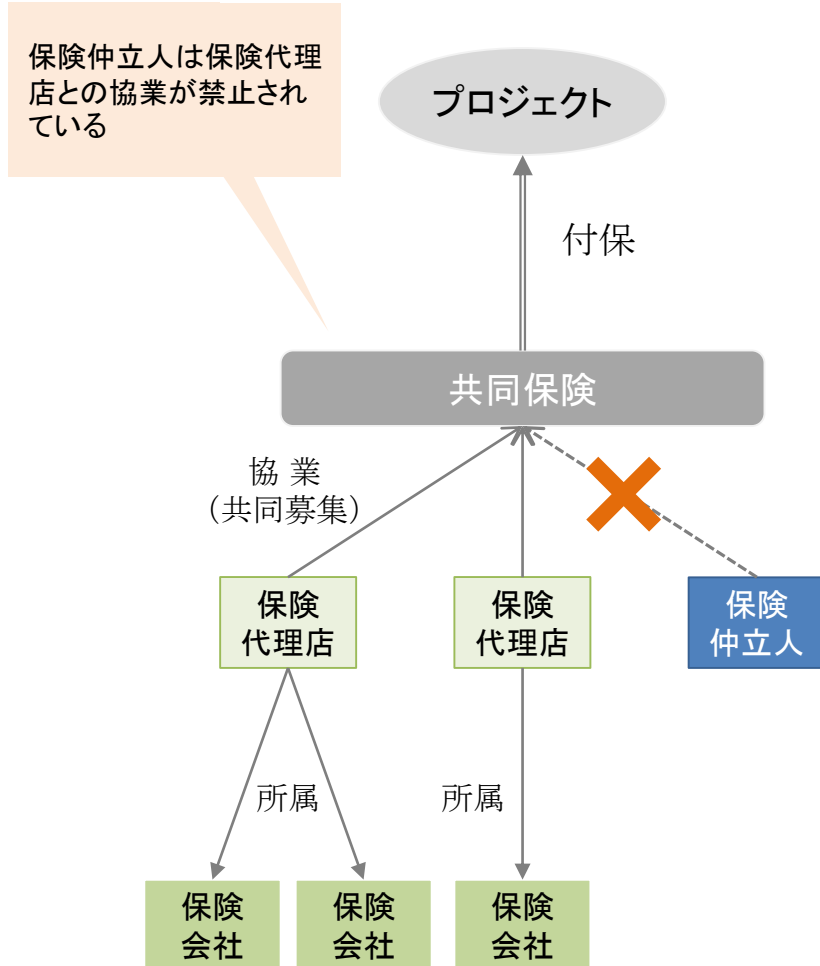 保険仲立人は保険代理
店との協業が禁止され
ている
プロジェクト
付保
共同保険
協 業
（共同募集）
保険
代理店
保険
代理店
保険
仲立人
所属
所属
保険
会社
保険
会社
保険
会社